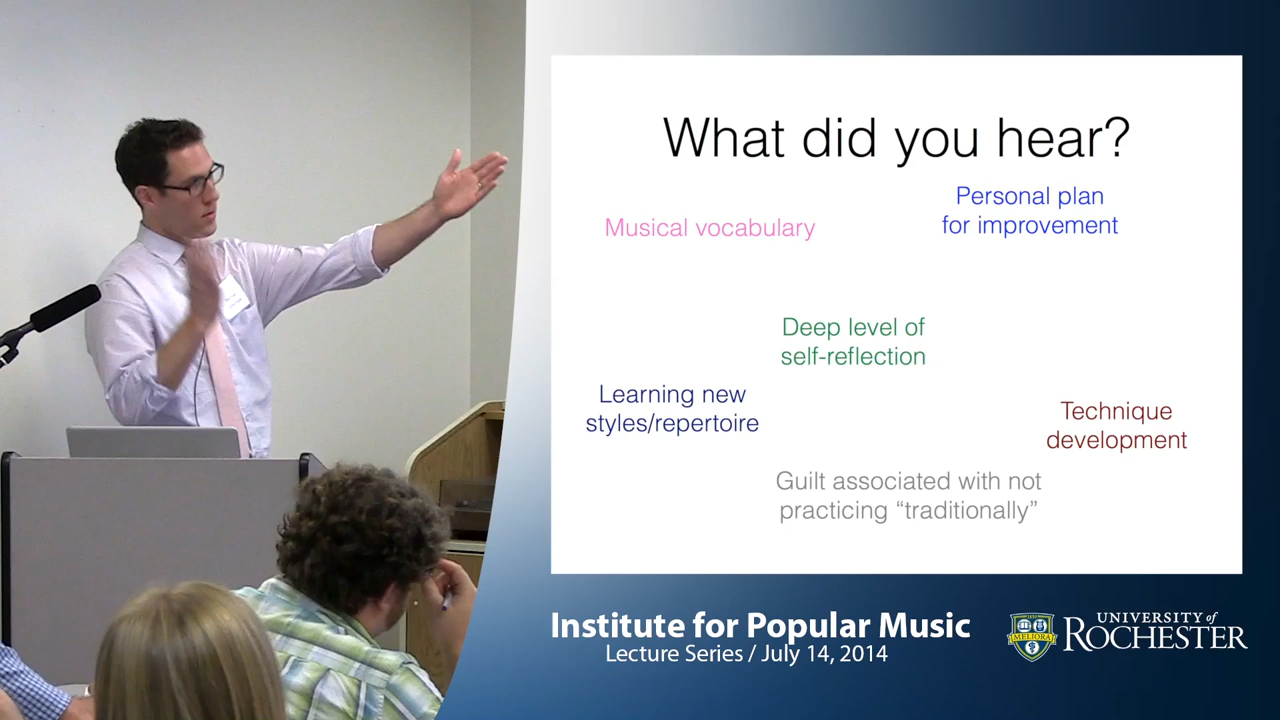 What did you hear?
Personal plan
for improvement
Musical vocabulary
Deep level of
self-reflection
Learning new
styles/repertoire
Technique
development
Guilt associated with not
practicing “traditionally”
Institute for Popular Music
Lecture Series / July 14, 2014
MELIORA
UNIVERSITY of
ROCHESTER